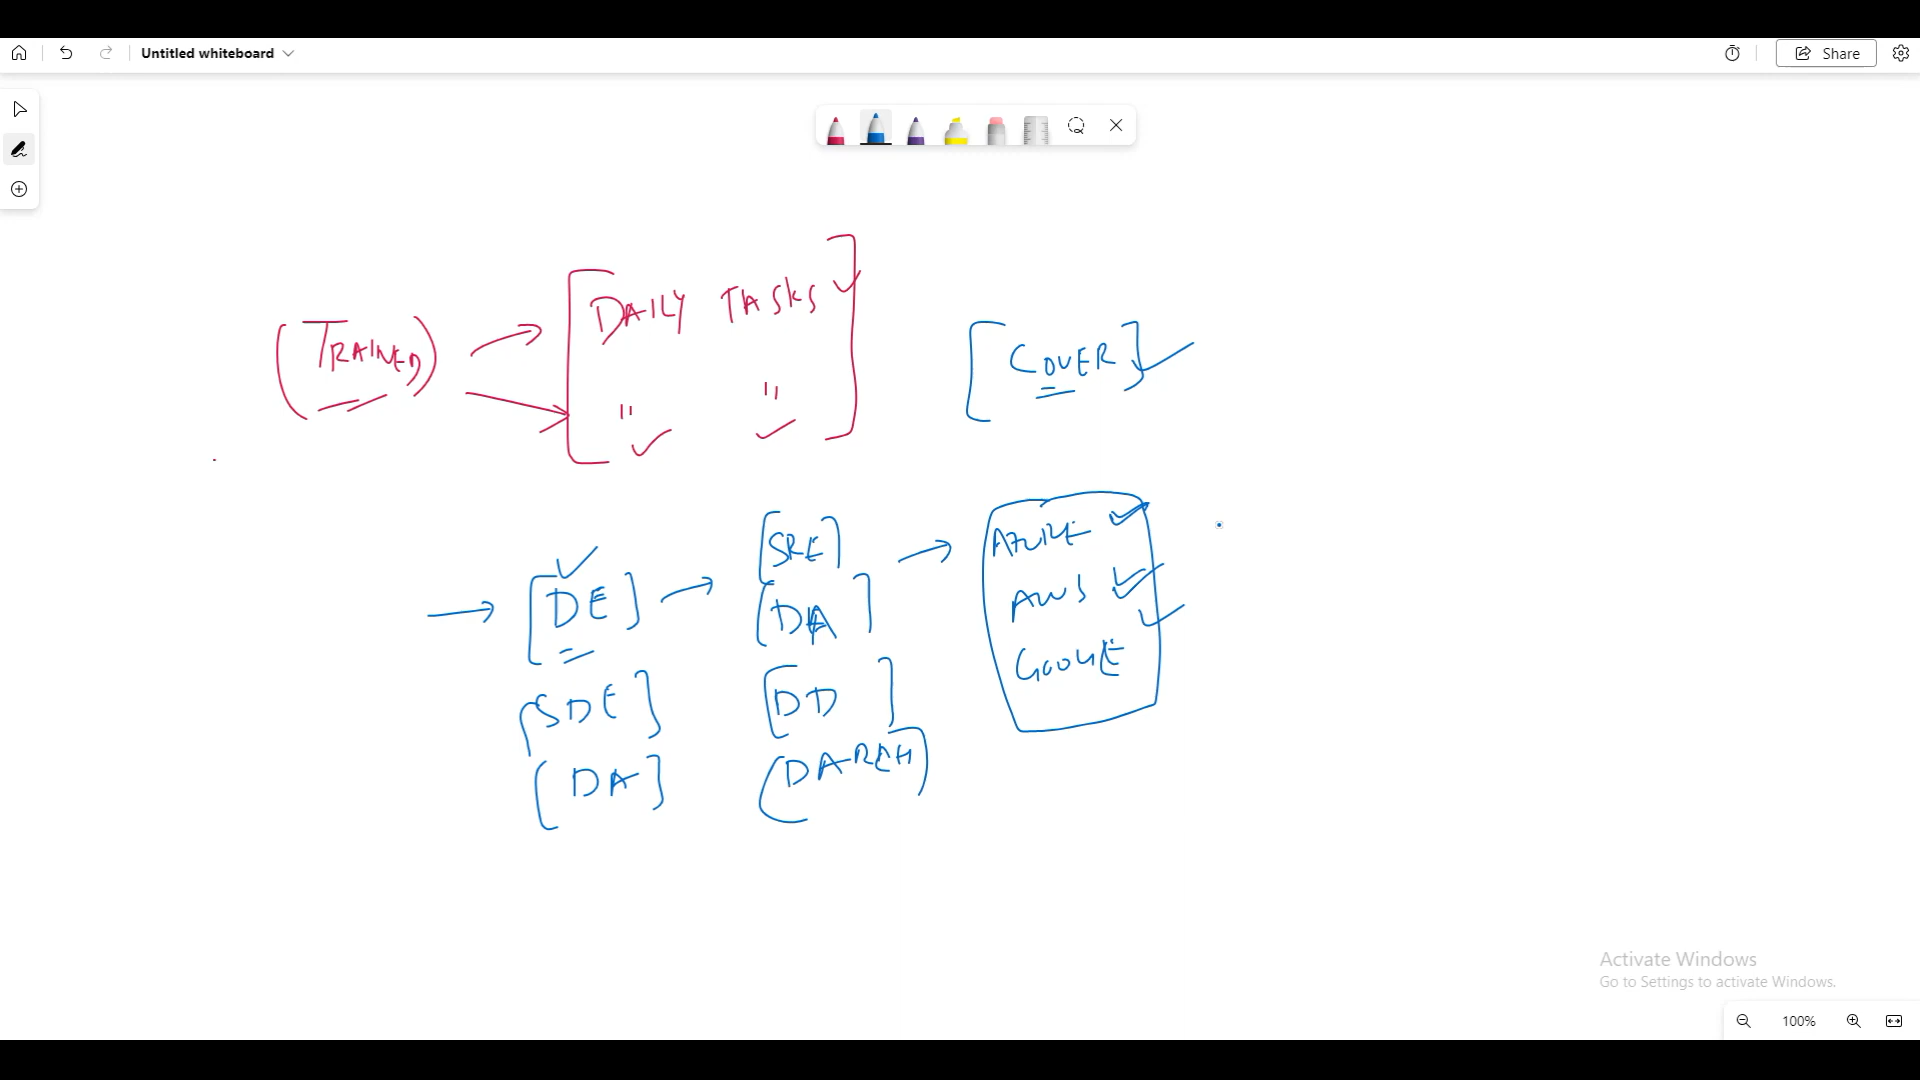 Untitled whiteboard
Share
(TRAINED)
[DAILY TASKS]
" "
[COVER]
[DE]
[SDE]
[DA]
[SRE]
[DA]
[DD]
(DARCH)
AZURE
AWS
GOOGLE
Activate Windows
Go to Settings to activate Windows.
100%